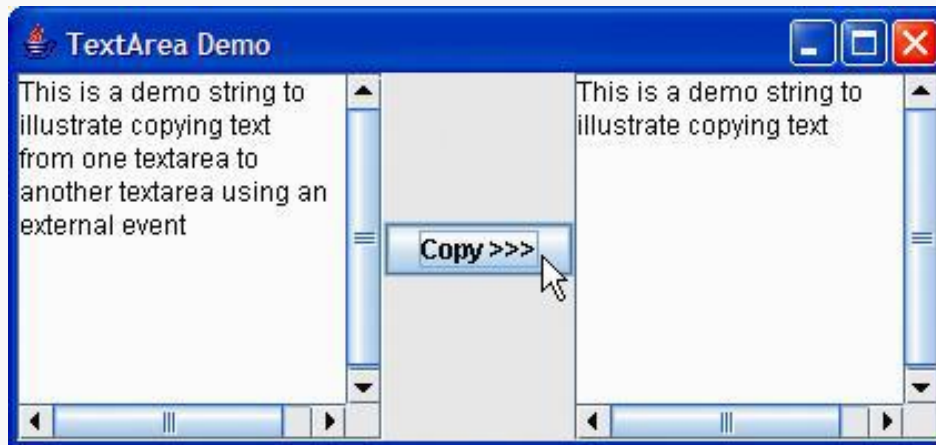 TextArea Demo
This is a demo string to
illustrate copying text
from one textarea to
another textarea using an
external event
Copy >>>
This is a demo string to
illustrate copying text